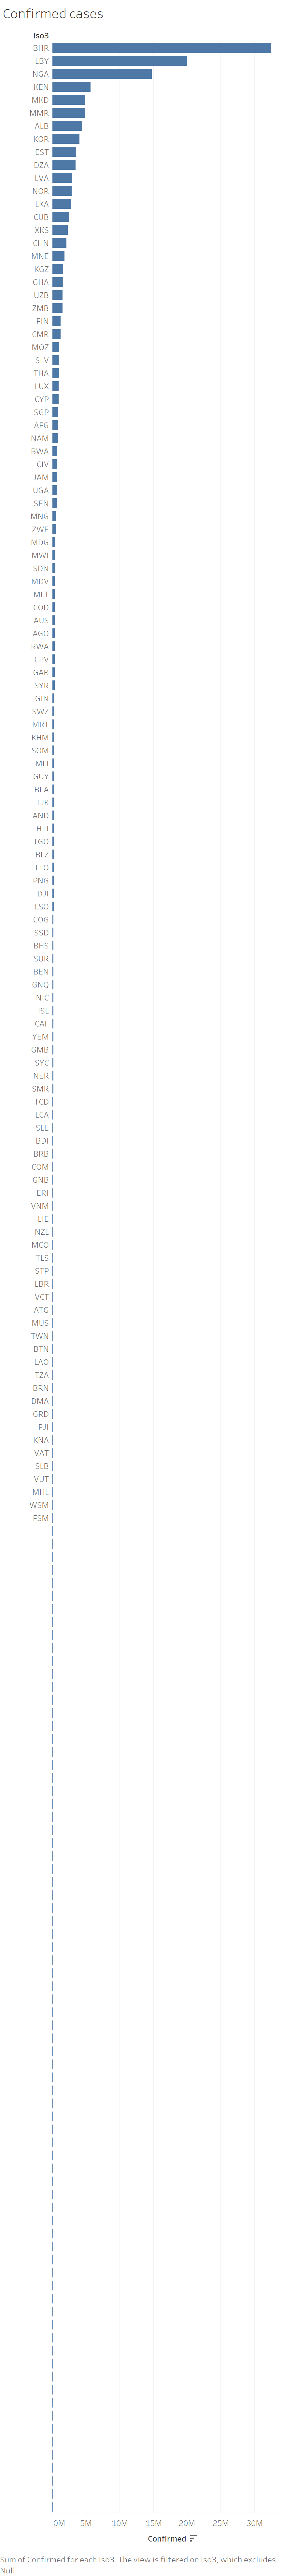 Confirmed cases
Iso3
BHR
LBY
NGA
KEN
MKD
MMR
ALB
KOR
EST
DZA
LVA
NOR
LKA
CUB
XKS
CHN
MNE
KGZ
GHA
UZB
ZMB
FIN
CMR
MOZ
SLV
THA
LUX
CYP
SGP
AFG
NAM
BWA
CIV
JAM
UGA
SEN
MNG
ZWE
MDG
MWI
SDN
MDV
MLT
COD
AUS
AGO
RWA
CPV
GAB
SYR
GIN
SWZ
MRT
KHM
SOM
MLI
GUY
BFA
TJK
AND
HTI
TGO
BLZ
TTO
PNG
DJI
LSO
COG
SSD
BHS
SUR
BEN
GNQ
NIC
ISL
CAF
YEM
GMB
SYC
NER
SMR
TCD
LCA
SLE
BDI
BRB
COM
GNB
ERI
VNM
LIE
NZL
MCO
TLS
STP
LBR
VCT
ATG
MUS
TWN
BTN
LAO
TZA
BRN
DMA
GRD
FJI
KNA
VAT
SLB
VUT
MHL
WSM
FSM
0M 5M 10M 15M 20M 25M 30M
Confirmed
Sum of Confirmed for each Iso3. The view is filtered on Iso3, which excludes
Null.